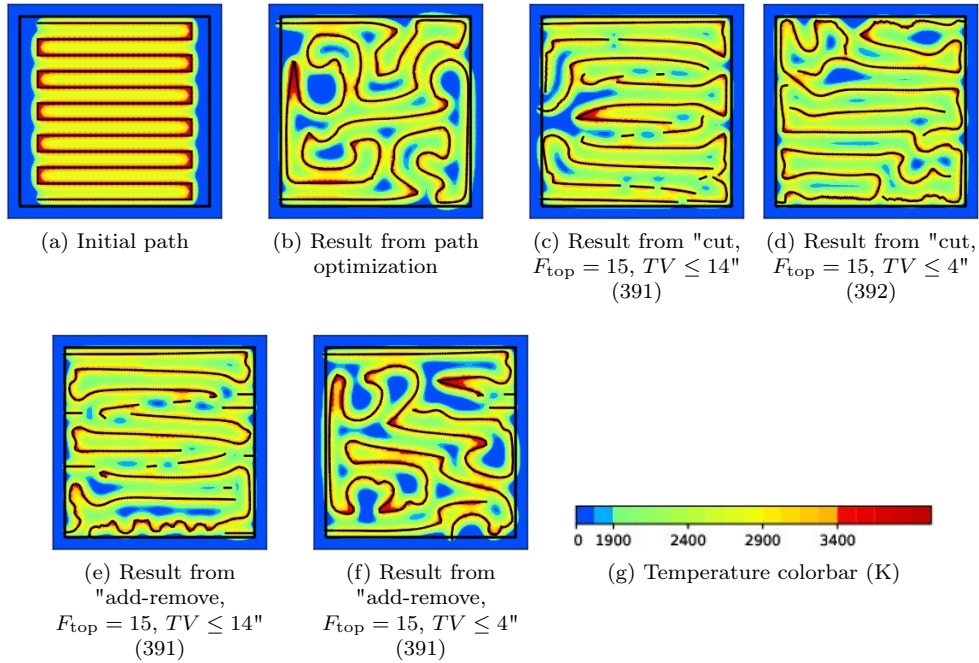 (a) Initial path
(b) Result from path
optimization
(c) Result from "cut,
F_top = 15, TV ≤ 14"
(391)
(d) Result from "cut,
F_top = 15, TV ≤ 4"
(392)
(e) Result from
"add-remove,
F_top = 15, TV ≤ 14"
(391)
(f) Result from
"add-remove,
F_top = 15, TV ≤ 4"
(391)
0 1900 2400 2900 3400
(g) Temperature colorbar (K)